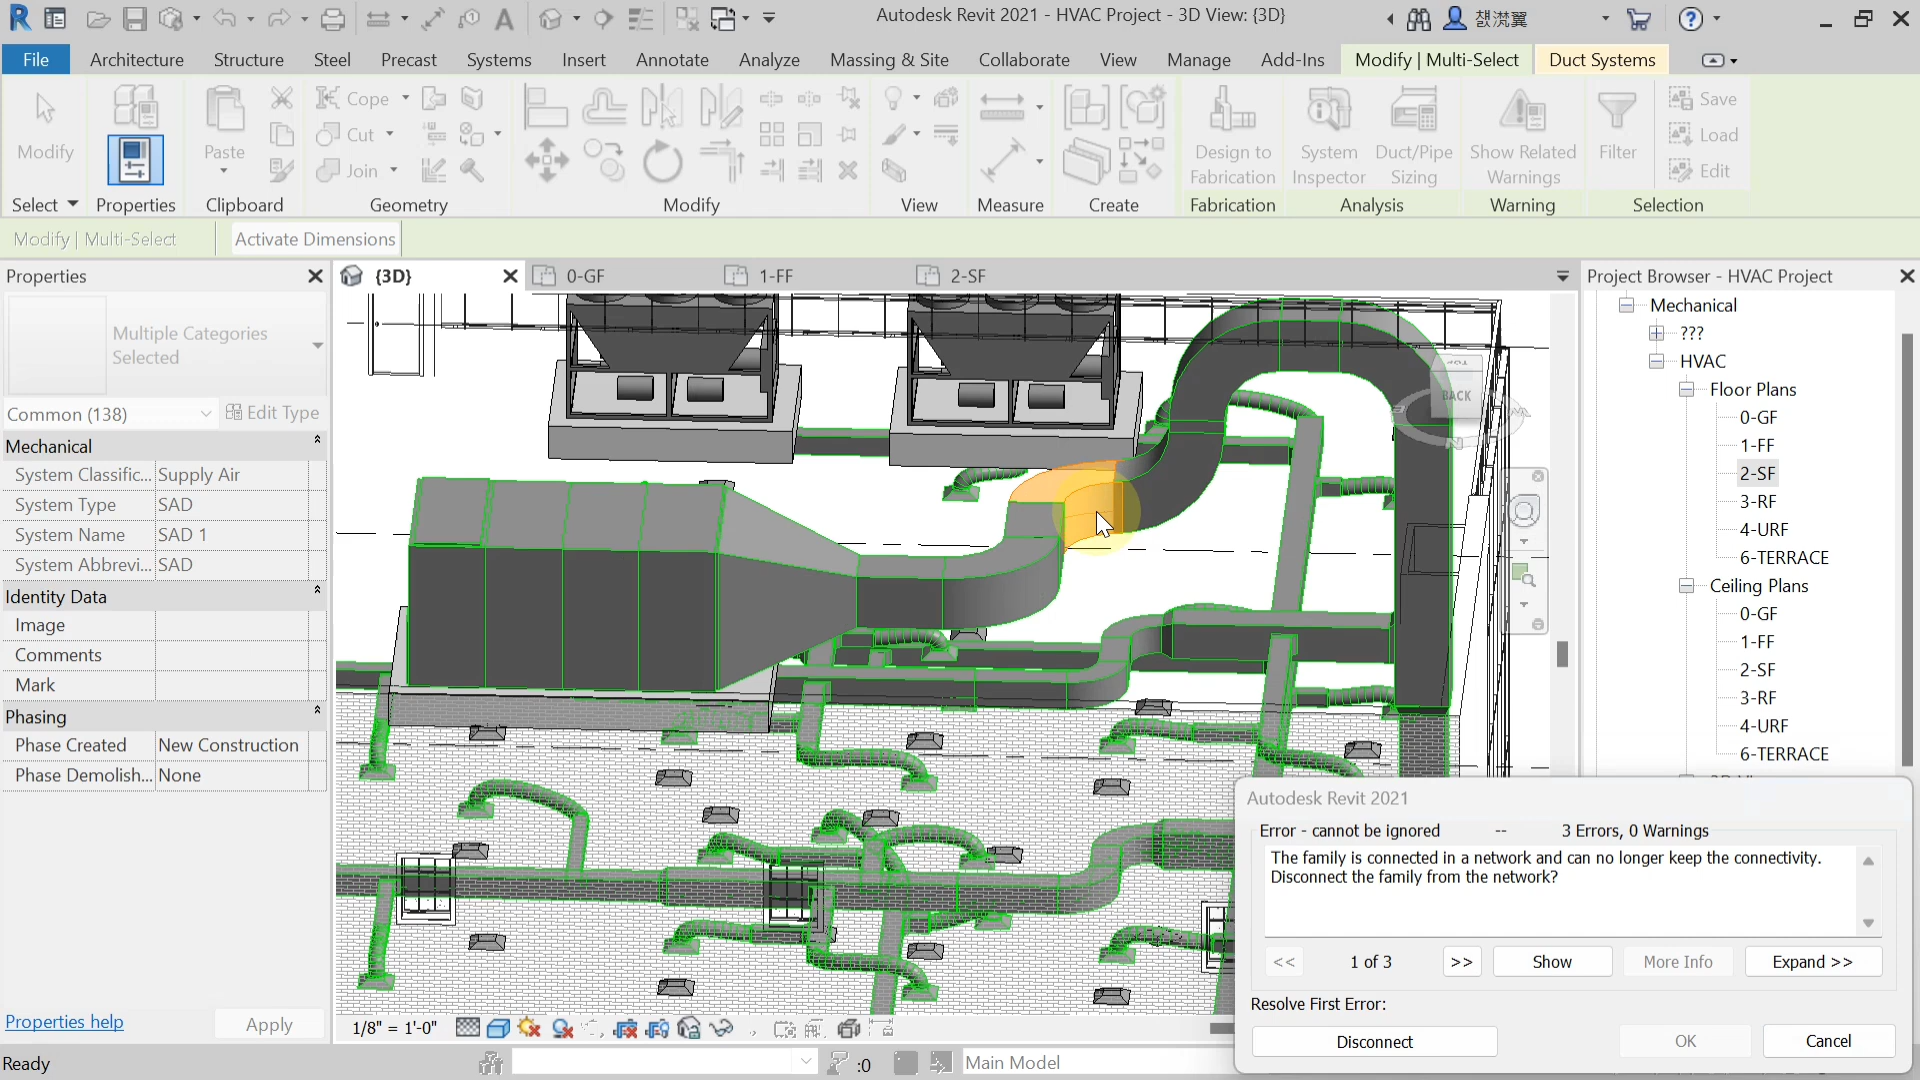 Autodesk Revit 2021 - HVAC Project - 3D View: {3D}
File Architecture Structure Steel Precast Systems Insert Annotate Analyze Massing & Site Collaborate View Manage Add-Ins Modify | Multi-Select Duct Systems
Modify
Paste
Cope
Cut
Join
Design to Fabrication
System Inspector
Duct/Pipe Sizing
Show Related Warnings
Filter
Save
Load
Edit
Select Properties Clipboard Geometry Modify View Measure Create Fabrication Analysis Warning Selection
Modify | Multi-Select Activate Dimensions
Properties
{3D} 0-GF 1-FF 2-SF
Project Browser - HVAC Project
Multiple Categories
Selected
Common (138) Edit Type
Mechanical
System Classific... Supply Air
System Type SAD
System Name SAD 1
System Abbrevi... SAD
Identity Data
Image
Comments
Mark
Phasing
Phase Created New Construction
Phase Demolish... None
Properties help Apply
BACK
Mechanical
???
HVAC
Floor Plans
0-GF
1-FF
2-SF
3-RF
4-URF
6-TERRACE
Ceiling Plans
0-GF
1-FF
2-SF
3-RF
4-URF
6-TERRACE
Autodesk Revit 2021
Error - cannot be ignored -- 3 Errors, 0 Warnings
The family is connected in a network and can no longer keep the connectivity.
Disconnect the family from the network?
<< 1 of 3 >> Show More Info Expand >>
Resolve First Error:
Disconnect OK Cancel
1/8" = 1'-0"
Ready :0 Main Model